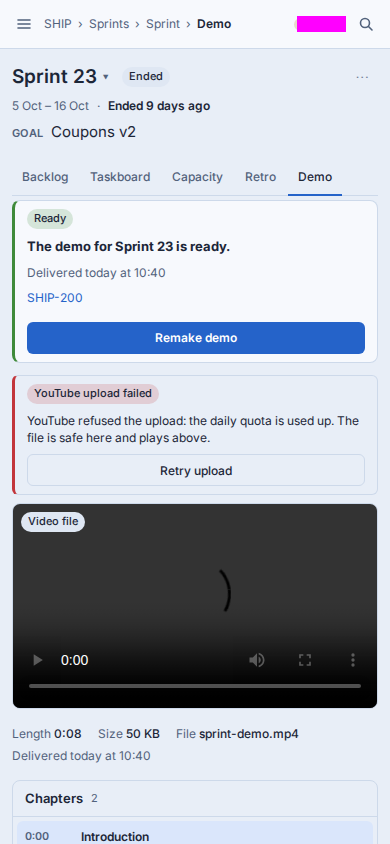 SHIP › Sprints › Sprint › Demo
Sprint 23 Ended
5 Oct – 16 Oct · Ended 9 days ago
GOAL Coupons v2
Backlog Taskboard Capacity Retro Demo
Ready
The demo for Sprint 23 is ready.
Delivered today at 10:40
SHIP-200
Remake demo
YouTube upload failed
YouTube refused the upload: the daily quota is used up. The
file is safe here and plays above.
Retry upload
Video file
0:00
Length 0:08 Size 50 KB File sprint-demo.mp4
Delivered today at 10:40
Chapters 2
0:00 Introduction